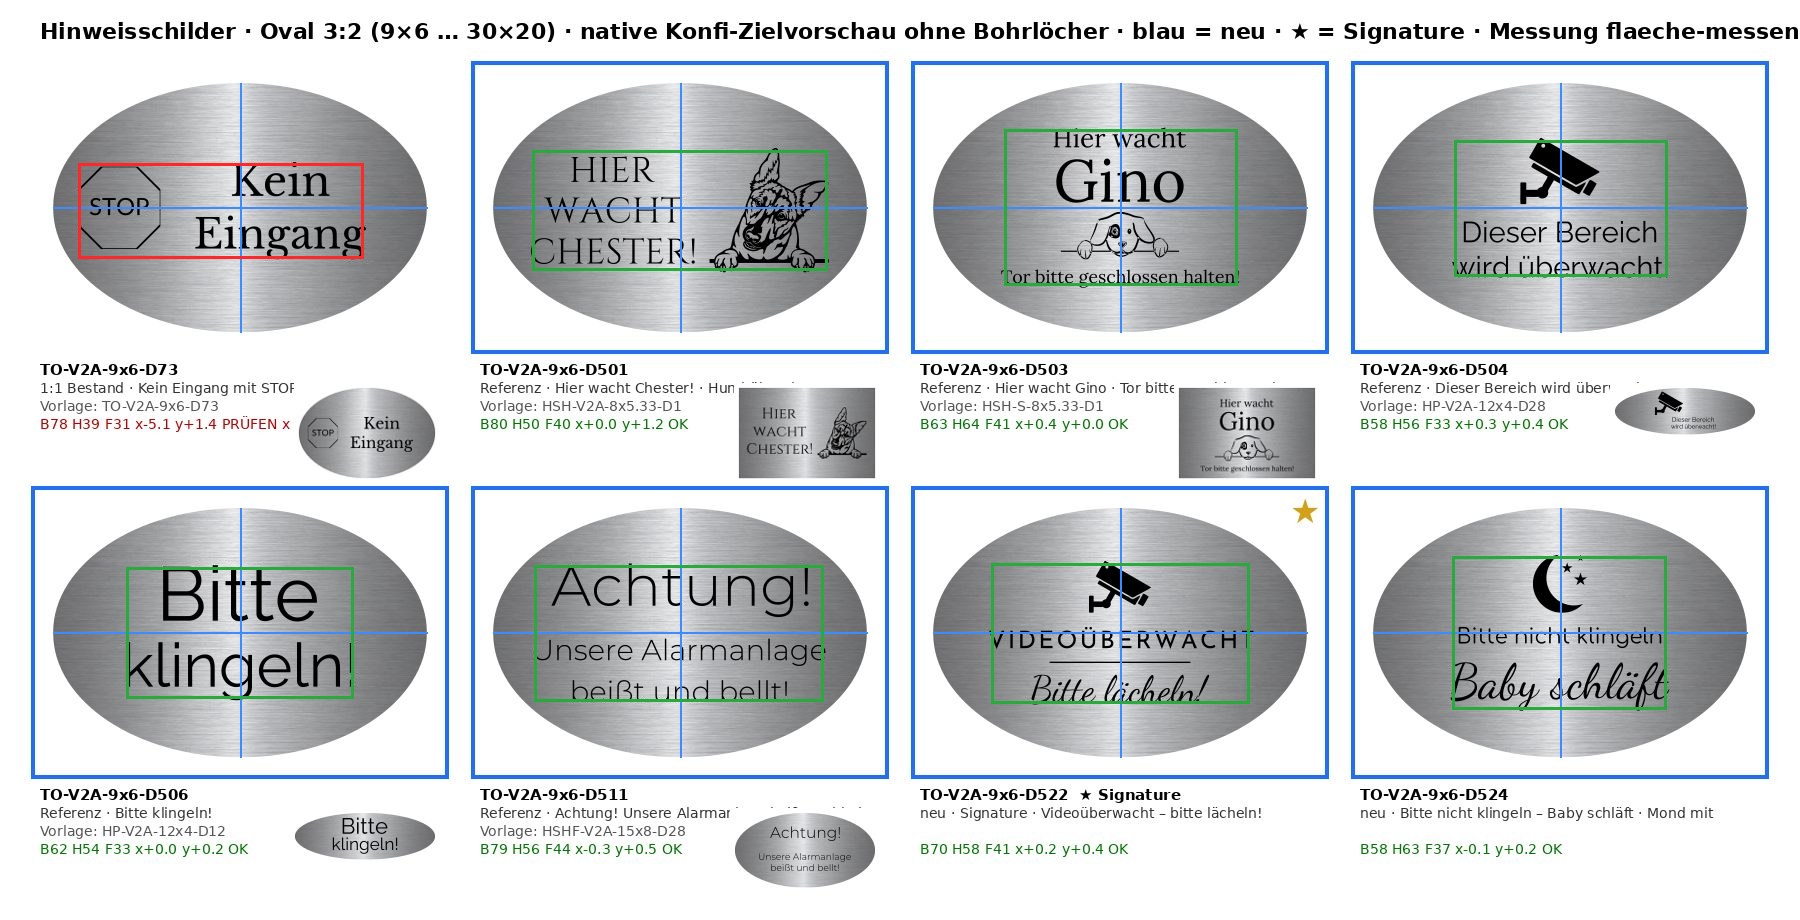 Hinweisschilder · Oval 3:2 (9×6 … 30×20) · native Konfi-Zielvorschau ohne Bohrlöcher · blau = neu · ★ = Signature · Messung flaeche-messen
STOP
Kein
Eingang
TO-V2A-9x6-D73
1:1 Bestand · Kein Eingang mit STOP
Vorlage: TO-V2A-9x6-D73
B78 H39 F31 x-5.1 y+1.4 PRÜFEN x
STOP
Kein
Eingang
HIER
WACHT
CHESTER!
TO-V2A-9x6-D501
Referenz · Hier wacht Chester! ·
Vorlage: HSH-V2A-8x5.33-D1
B80 H50 F40 x+0.0 y+1.2 OK
HIER
WACHT
CHESTER!
Hier wacht
Gino
Tor bitte geschlossen halten!
TO-V2A-9x6-D503
Referenz · Hier wacht Gino · Tor bitte
Vorlage: HSH-S-8x5.33-D1
B63 H64 F41 x+0.4 y+0.0 OK
Hier wacht
Gino
Tor bitte geschlossen halten!
Dieser Bereich
wird überwacht
TO-V2A-9x6-D504
Referenz · Dieser Bereich wird
Vorlage: HP-V2A-12x4-D28
B58 H56 F33 x+0.3 y+0.4 OK
Dieser Bereich
wird überwacht!
Bitte
klingeln!
TO-V2A-9x6-D506
Referenz · Bitte klingeln!
Vorlage: HP-V2A-12x4-D12
B62 H54 F33 x+0.0 y+0.2 OK
Bitte
klingeln!
Achtung!
Unsere Alarmanlage
beißt und bellt!
TO-V2A-9x6-D511
Referenz · Achtung! Unsere
Vorlage: HSHF-V2A-15x8-D28
B79 H56 F44 x-0.3 y+0.5 OK
Achtung!
Unsere Alarmanlage
beißt und bellt!
VIDEOÜBERWACHT
Bitte lächeln!
TO-V2A-9x6-D522 ★ Signature
neu · Signature · Videoüberwacht – bitte lächeln!
B70 H58 F41 x+0.2 y+0.4 OK
Bitte nicht klingeln
Baby schläft
TO-V2A-9x6-D524
neu · Bitte nicht klingeln – Baby schläft · Mond mit
B58 H63 F37 x-0.1 y+0.2 OK